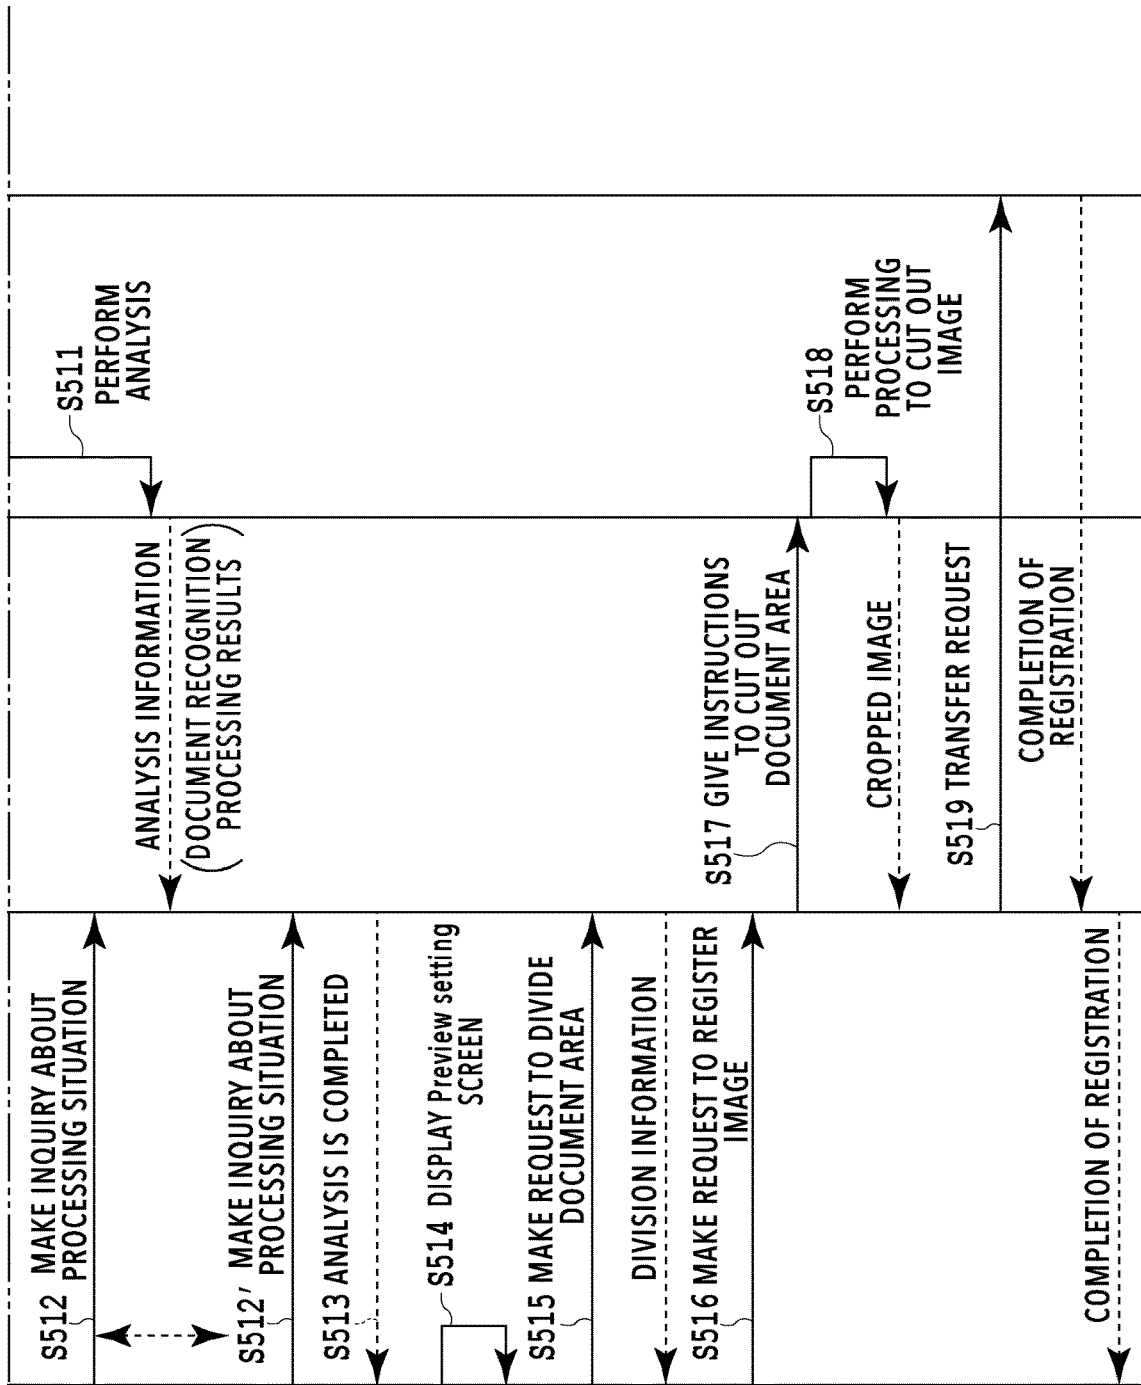 S511
PERFORM
ANALYSIS
S512 MAKE INQUIRY ABOUT
PROCESSING SITUATION
ANALYSIS INFORMATION
(DOCUMENT RECOGNITION
PROCESSING RESULTS)
S512' MAKE INQUIRY ABOUT
PROCESSING SITUATION
S513 ANALYSIS IS COMPLETED
S514 DISPLAY Preview setting
SCREEN
S515 MAKE REQUEST TO DIVIDE
DOCUMENT AREA
DIVISION INFORMATION
S516 MAKE REQUEST TO REGISTER
IMAGE
S517 GIVE INSTRUCTIONS
TO CUT OUT
DOCUMENT AREA
S518
PERFORM
PROCESSING
TO CUT OUT
IMAGE
CROPPED IMAGE
S519 TRANSFER REQUEST
COMPLETION OF
REGISTRATION
COMPLETION OF REGISTRATION